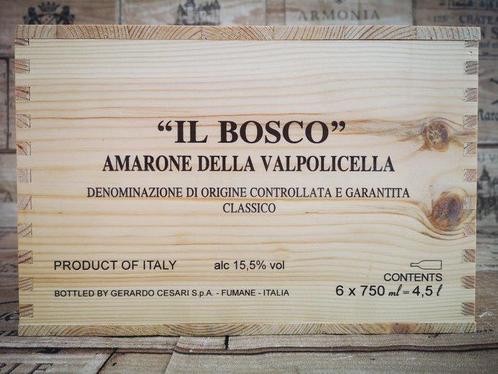 ARMONIA
“IL BOSCO”
AMARONE DELLA VALPOLICELLA
DENOMINAZIONE DI ORIGINE CONTROLLATA E GARANTITA
CLASSICO
PRODUCT OF ITALY alc 15,5% vol
CONTENTS
BOTTLED BY GERARDO CESARI S.p.A. - FUMANE - ITALIA
6 x 750 ml = 4,5 l